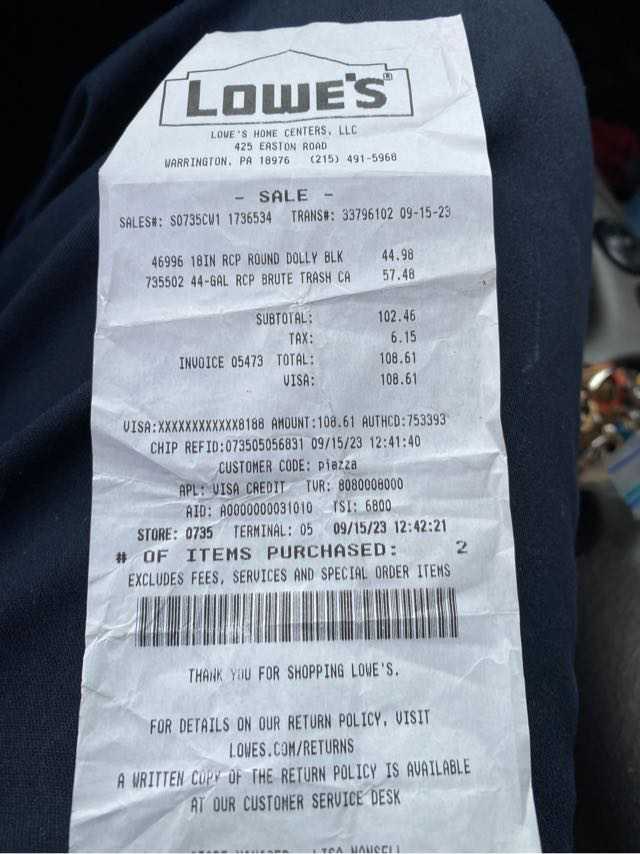 LOWE'S®
LOWE'S HOME CENTERS, LLC
425 EASTON ROAD
WARRINGTON, PA 18976 (215) 491-5968
- SALE -
SALES#: S0735CW1 1736534 TRANS#: 33796102 09-15-23
46996 18IN RCP ROUND DOLLY BLK 44.98
735502 44-GAL RCP BRUTE TRASH CA 57.48
SUBTOTAL: 102.46
TAX: 6.15
INVOICE 05473 TOTAL: 108.61
VISA: 108.61
VISA:XXXXXXXXXXXX8188 AMOUNT:108.61 AUTHCD:753393
CHIP REFID:073505056831 09/15/23 12:41:40
CUSTOMER CODE: piazza
APL: VISA CREDIT TVR: 8080008000
AID: A0000000031010 TSI: 6800
STORE: 0735 TERMINAL: 05 09/15/23 12:42:21
# OF ITEMS PURCHASED: 2
EXCLUDES FEES, SERVICES AND SPECIAL ORDER ITEMS
THANK YOU FOR SHOPPING LOWE'S.
FOR DETAILS ON OUR RETURN POLICY, VISIT
LOWES.COM/RETURNS
A WRITTEN COPY OF THE RETURN POLICY IS AVAILABLE
AT OUR CUSTOMER SERVICE DESK